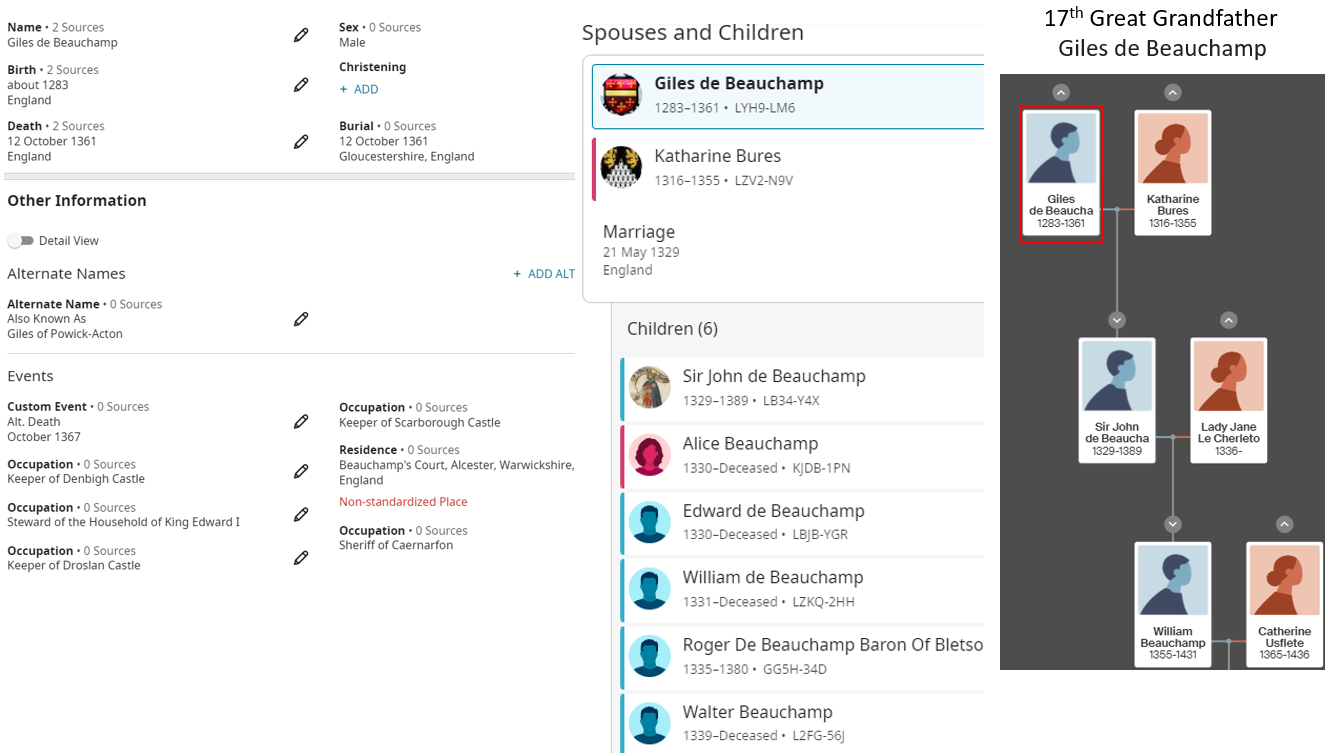 Name • 2 Sources
Giles de Beauchamp
Birth • 2 Sources
about 1283
England
Death • 2 Sources
12 October 1361
England
Sex • 0 Sources
Male
Christening
+ ADD
Burial • 0 Sources
12 October 1361
Gloucestershire, England
Other Information
Detail View
Alternate Names
+ ADD ALT
Alternate Name • 0 Sources
Also Known As
Giles of Powick-Acton
Events
Custom Event • 0 Sources
Alt. Death
October 1367
Occupation • 0 Sources
Keeper of Denbigh Castle
Occupation • 0 Sources
Steward of the Household of King Edward I
Occupation • 0 Sources
Keeper of Droslan Castle
Occupation • 0 Sources
Keeper of Scarborough Castle
Residence • 0 Sources
Beauchamp's Court, Alcester, Warwickshire,
England
Non-standardized Place
Occupation • 0 Sources
Sheriff of Caernarfon
Spouses and Children
Giles de Beauchamp
1283–1361 • LYH9-LM6
Katharine Bures
1316–1355 • LZV2-N9V
Marriage
21 May 1329
England
Children (6)
Sir John de Beauchamp
1329–1389 • LB34-Y4X
Alice Beauchamp
1330–Deceased • KJDB-1PN
Edward de Beauchamp
1330–Deceased • LBJB-YGR
William de Beauchamp
1331–Deceased • LZKQ-2HH
Roger De Beauchamp Baron Of Bletso
1335–1380 • GG5H-34D
Walter Beauchamp
1339–Deceased • L2FG-56J
17th Great Grandfather
Giles de Beauchamp
Giles
de Beaucha
1283-1361
Katharine
Bures
1316-1355
Sir John
de Beaucha
1329-1389
Lady Jane
Le Cherleto
1336-
William
Beauchamp
1355-1431
Catherine
Usflete
1365-1436